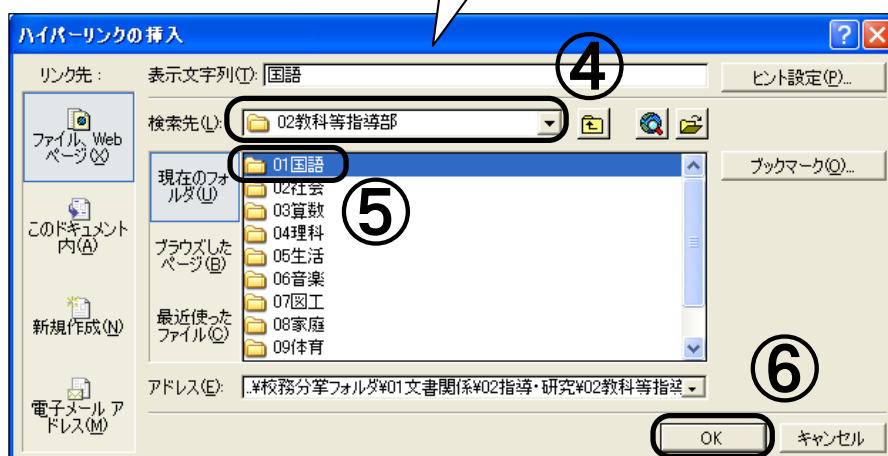 ハイパーリンクの挿入
リンク先：
表示文字列(T): 国語
④
ヒント設定(P)...
検索先(L): 02教科等指導部
ファイル、Web
ページ(X)
現在のフォ
ルダ(U)
01国語
ブックマーク(O)...
02社会
⑤
03算数
04理科
05生活
06音楽
07図工
08家庭
09体育
このドキュメント
内(A)
ブラウズした
ページ(B)
新規作成(N)
最近使った
ファイル(C)
⑥
電子メール ア
ドレス(M)
アドレス(E): ..¥校務分掌フォルダ¥01文書関係¥02指導・研究¥02教科等指導
OK
キャンセル